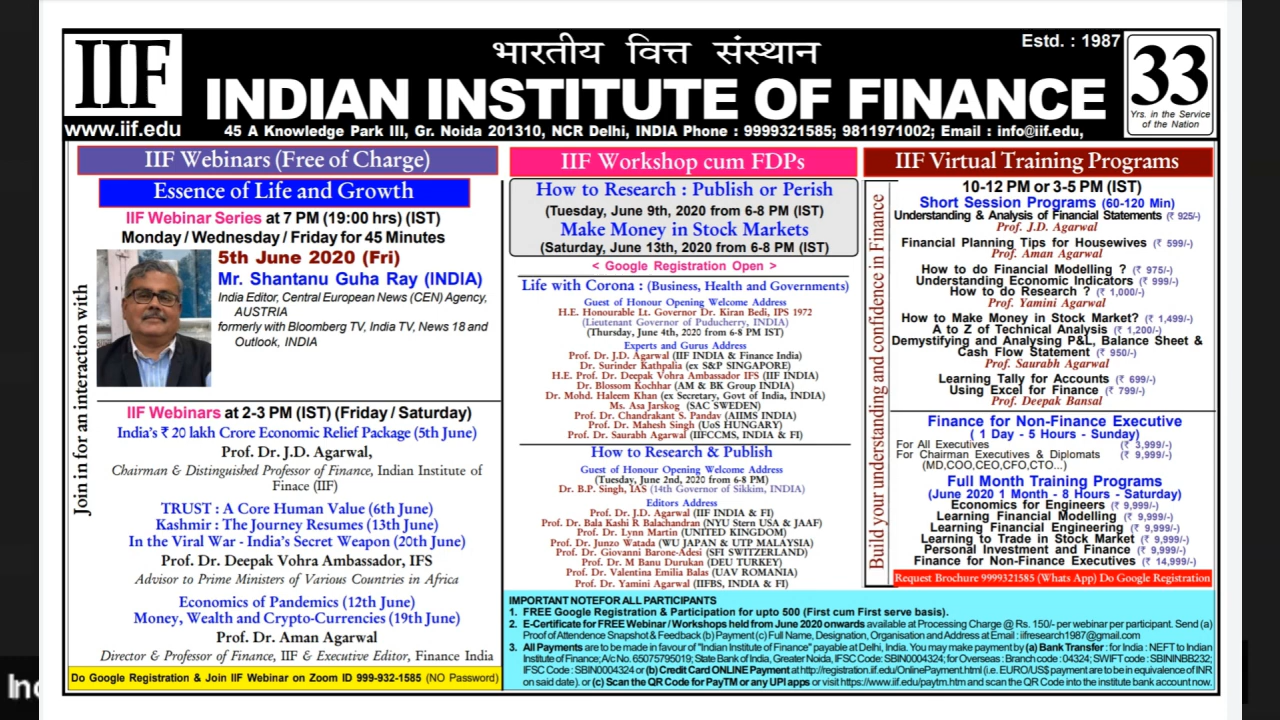 IIF
www.iif.edu
भारतीय वित्त संस्थान
Estd. : 1987
INDIAN INSTITUTE OF FINANCE
45 A Knowledge Park III, Gr. Noida 201310, NCR Delhi, INDIA Phone : 9999321585; 9811971002; Email : info@iif.edu,
33
Yrs. in the Service
of the Nation
IIF Webinars (Free of Charge)
Essence of Life and Growth
IIF Webinar Series at 7 PM (19:00 hrs) (IST)
Monday / Wednesday / Friday for 45 Minutes
Join in for an interaction with
5th June 2020 (Fri)
Mr. Shantanu Guha Ray (INDIA)
India Editor, Central European News (CEN) Agency,
AUSTRIA
formerly with Bloomberg TV, India TV, News 18 and
Outlook, INDIA
IIF Webinars at 2-3 PM (IST) (Friday / Saturday)
India's ₹ 20 lakh Crore Economic Relief Package (5th June)
Prof. Dr. J.D. Agarwal,
Chairman & Distinguished Professor of Finance, Indian Institute of
Finace (IIF)
TRUST : A Core Human Value (6th June)
Kashmir : The Journey Resumes (13th June)
In the Viral War - India's Secret Weapon (20th June)
Prof. Dr. Deepak Vohra Ambassador, IFS
Advisor to Prime Ministers of Various Countries in Africa
Economics of Pandemics (12th June)
Money, Wealth and Crypto-Currencies (19th June)
Prof. Dr. Aman Agarwal
Director & Professor of Finance, IIF & Executive Editor, Finance India
Do Google Registration & Join IIF Webinar on Zoom ID 999-932-1585 (NO Password)
IIF Workshop cum FDPs
How to Research : Publish or Perish
(Tuesday, June 9th, 2020 from 6-8 PM (IST)
Make Money in Stock Markets
(Saturday, June 13th, 2020 from 6-8 PM (IST)
< Google Registration Open >
Life with Corona : (Business, Health and Governments)
Guest of Honour Opening Welcome Address
H.E. Honourable Lt. Governor Dr. Kiran Bedi, IPS 1972
(Lieutenant Governor of Puducherry, INDIA)
(Thursday, June 4th, 2020 from 6-8 PM IST)
Experts and Gurus Address
Prof. Dr. J.D. Agarwal (IIF INDIA & Finance India)
Dr. Surinder Kathpalia (ex S&P SINGAPORE)
H.E. Prof. Dr. Deepak Vohra Ambassador IFS (IIF INDIA)
Dr. Blossom Kochhar (AM & BK Group INDIA)
Dr. Mohd. Haleem Khan (ex Secretary, Govt of India, INDIA)
Ms. Asa Jarskog (SAC SWEDEN)
Prof. Dr. Chandrakant S. Pandav (AIIMS INDIA)
Prof. Dr. Mahesh Singh (UoS HUNGARY)
Prof. Dr. Saurabh Agarwal (IIFCCMS, INDIA & FI)
How to Research & Publish
Guest of Honour Opening Welcome Address
(Tuesday, June 2nd, 2020 from 6-8 PM)
Dr. B.P. Singh, IAS (14th Governor of Sikkim, INDIA)
Editors Address
Prof. Dr. J.D. Agarwal (IIF INDIA & FI)
Prof. Dr. Bala Kashi R Balachandran (NYU Stern USA & JAAF)
Prof. Dr. Lynn Martin (UNITED KINGDOM)
Prof. Dr. Junzo Watada (WU JAPAN & UTP MALAYSIA)
Prof. Dr. Giovanni Barone-Adesi (SFI SWITZERLAND)
Prof. Dr. M Banu Durukan (DEU TURKEY)
Prof. Dr. Valentina Emilia Balas (UAV ROMANIA)
Prof. Dr. Yamini Agarwal (IIFBS, INDIA & FI)
IIF Virtual Training Programs
Build your understanding and confidence in Finance
10-12 PM or 3-5 PM (IST)
Short Session Programs (60-120 Min)
Understanding & Analysis of Financial Statements (₹ 925/-)
Prof. J.D. Agarwal
Financial Planning Tips for Housewives (₹ 599/-)
Prof. Aman Agarwal
How to do Financial Modelling ? (₹ 975/-)
Understanding Economic Indicators (₹ 999/-)
How to do Research ? (₹ 1,000/-)
Prof. Yamini Agarwal
How to Make Money in Stock Market? (₹ 1,499/-)
A to Z of Technical Analysis (₹ 1,200/-)
Demystifying and Analysing P&L, Balance Sheet &
Cash Flow Statement (₹ 950/-)
Prof. Saurabh Agarwal
Learning Tally for Accounts (₹ 699/-)
Using Excel for Finance (₹ 799/-)
Prof. Deepak Bansal
Finance for Non-Finance Executive
( 1 Day - 5 Hours - Sunday)
For All Executives (₹ 3,999/-)
For Chairman Executives & Diplomats (₹ 9,999/-)
(MD,COO,CEO,CFO,CTO...)
Full Month Training Programs
(June 2020 1 Month - 8 Hours - Saturday)
Economics for Engineers (₹ 9,999/-)
Learning Financial Modelling (₹ 9,999/-)
Learning Financial Engineering (₹ 9,999/-)
Learning to Trade in Stock Market (₹ 9,999/-)
Personal Investment and Finance (₹ 9,999/-)
Finance for Non-Finance Executives (₹ 14,999/-)
Request Brochure 9999321585 (Whats App) Do Google Registration
IMPORTANT NOTEFOR ALL PARTICIPANTS
1. FREE Google Registration & Participation for upto 500 (First cum First serve basis).
2. E-Certificate for FREE Webinar / Workshops held from June 2020 onwards available at Processing Charge @ Rs. 150/- per webinar per participant. Send (a)
Proof of Attendence Snapshot & Feedback (b) Payment (c) Full Name, Designation, Organisation and Address at Email : iifresearch1987@gmail.com
3. All Payments are to be made in favour of "Indian Institute of Finance" payable at Delhi, India. You may make payment by (a) Bank Transfer : for India : NEFT to Indian
Institute of Finance; A/c No. 65075795019; State Bank of India, Greater Noida, IFSC Code: SBIN0004324; for Overseas : Branch code : 04324; SWIFT code : SBININBB232;
IFSC Code : SBIN0004324 or (b) Credit Card ONLINE Payment at http://registration.iif.edu/OnlinePayment.html (i.e. EURO/US$ payment are to be in equivalence of INR
on said date). or (c) Scan the QR Code for PayTM or any UPI apps or visit https://www.iif.edu/paytm.htm and scan the QR Code into the institute bank account now.